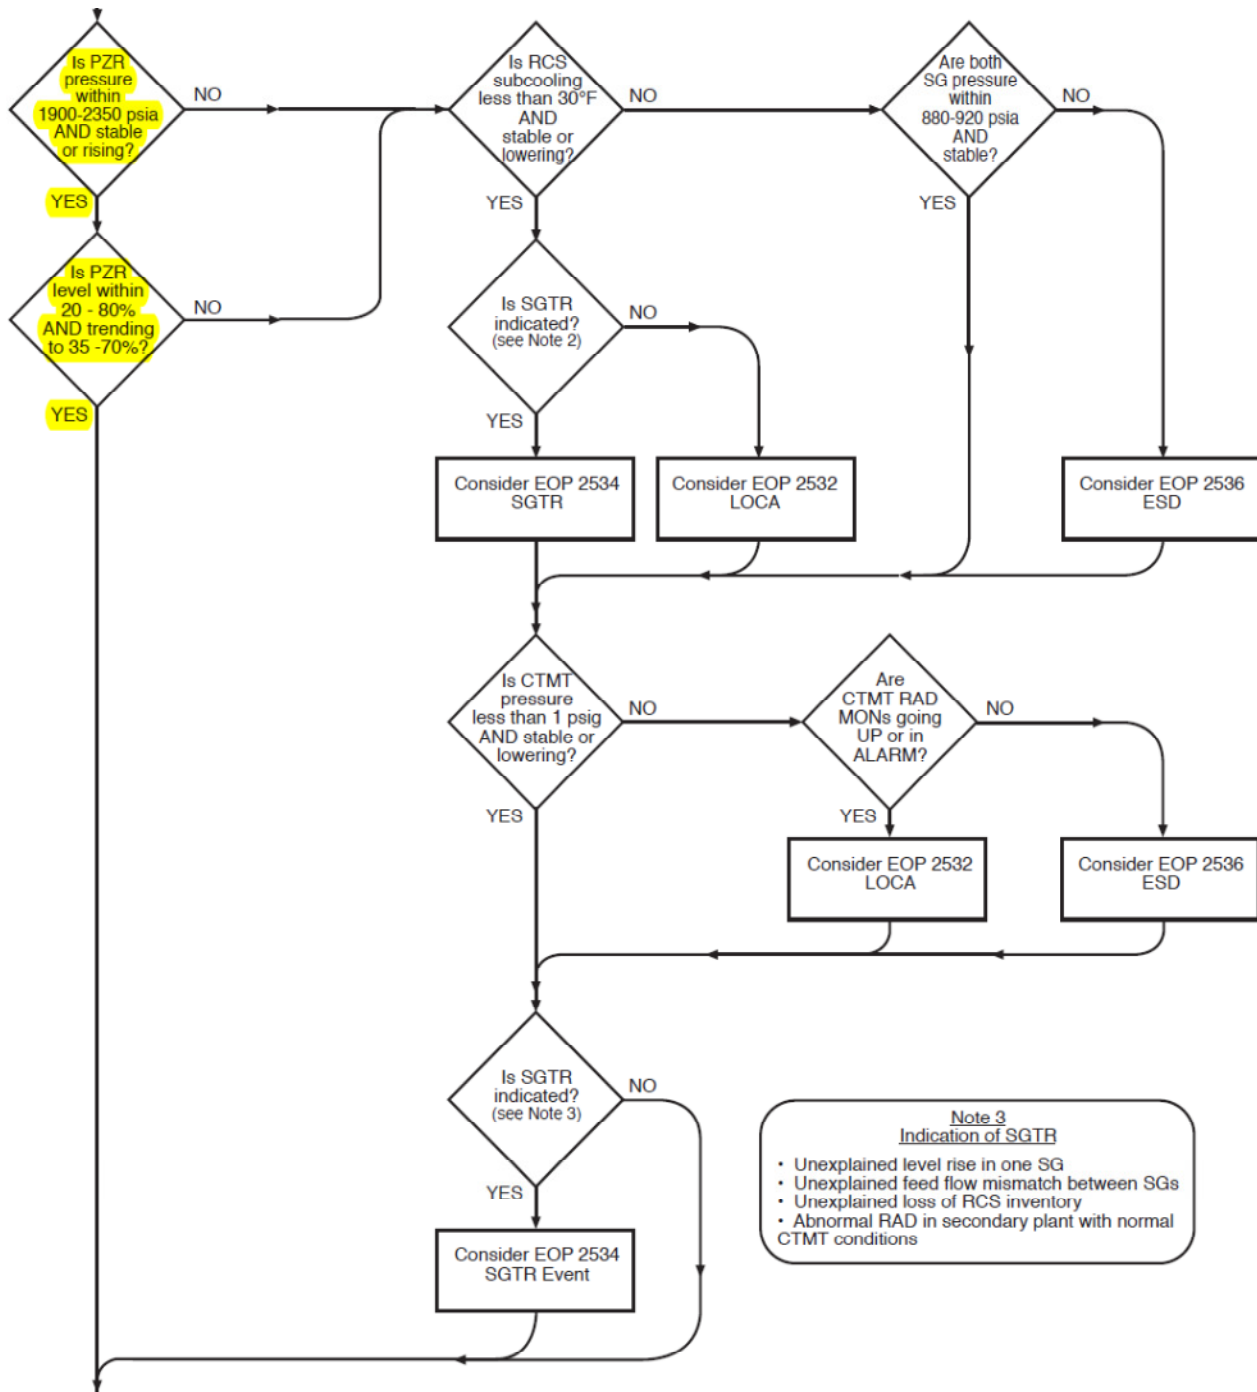 Is PZR
pressure
within
1900-2350 psia
AND stable
or rising?
NO
YES
Is RCS
subcooling
less than 30°F
AND
stable or
lowering?
NO
YES
Are both
SG pressure
within
880-920 psia
AND
stable?
NO
YES
Is PZR
level within
20 - 80%
AND trending
to 35 -70%?
NO
YES
Is SGTR
indicated?
(see Note 2)
NO
YES
Consider EOP 2534
SGTR
Consider EOP 2532
LOCA
Consider EOP 2536
ESD
Is CTMT
pressure
less than 1 psig
AND stable or
lowering?
NO
YES
Are
CTMT RAD
MONs going
UP or in
ALARM?
NO
YES
Consider EOP 2532
LOCA
Consider EOP 2536
ESD
Is SGTR
indicated?
(see Note 3)
NO
YES
Consider EOP 2534
SGTR Event
Note 3
Indication of SGTR
• Unexplained level rise in one SG
• Unexplained feed flow mismatch between SGs
• Unexplained loss of RCS inventory
• Abnormal RAD in secondary plant with normal
CTMT conditions